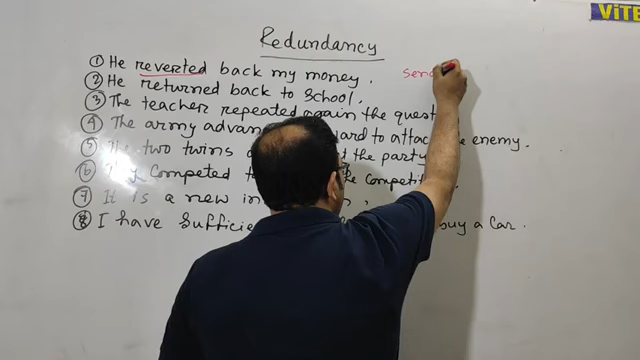 ViTE
Redundancy
① He reverted back my money. send
② He returned back to School.
③ The teacher repeated again the quest
④ The army advan ard to attac e enemy.
⑤ two twins the party
⑥ Competed t e Competi
⑦ It is a new in
⑧ I have Sufficie buy a Car.